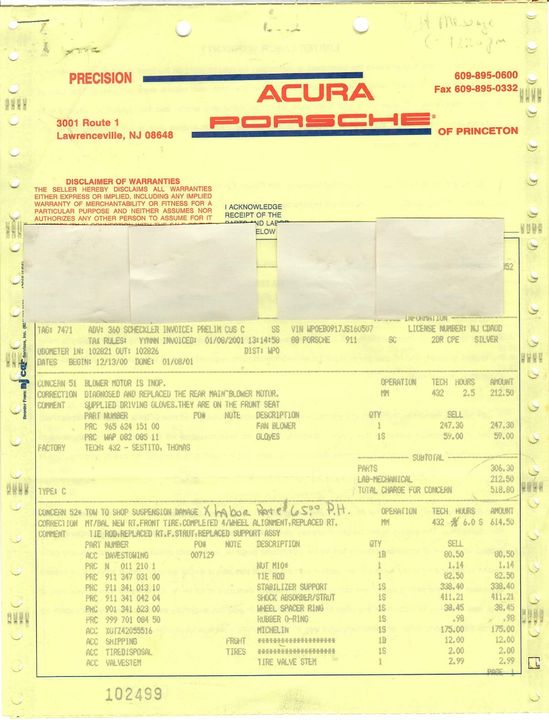 PRECISION
ACURA
PORSCHE®
OF PRINCETON
609-895-0600
Fax 609-895-0332
3001 Route 1
Lawrenceville, NJ 08648
DISCLAIMER OF WARRANTIES
THE SELLER HEREBY DISCLAIMS ALL WARRANTIES
EITHER EXPRESS OR IMPLIED, INCLUDING ANY IMPLIED
WARRANTY OF MERCHANTABILITY OR FITNESS FOR A
PARTICULAR PURPOSE AND NEITHER ASSUMES NOR
AUTHORIZES ANY OTHER PERSON TO ASSUME FOR IT
I ACKNOWLEDGE
RECEIPT OF THE
PARTS AND LABOR
ELOW
TAG: 7471 ADV: 360 SCHECKLER INVOICE: PRELIM CUS C SS VIN WP0EB0917JS160507 LICENSE NUMBER: NJ
TAX RULES: YYNNN INVOICED: 01/08/2001 13:14:58 88 PORSCHE 911 SC 2DR CPE SILVER
ODOMETER IN: 102821 OUT: 102826 DIST: WPO
DATES BEGIN: 12/13/00 DONE: 01/08/01
CONCERN 51 BLOWER MOTOR IS INOP. OPERATION TECH HOURS AMOUNT
CORRECTION DIAGNOSED AND REPLACED THE REAR MAIN BLOWER MOTOR. MM 432 2.5 212.50
COMMENT SUPPLIED DRIVING GLOVES.THEY ARE ON THE FRONT SEAT
PART NUMBER PO# NOTE DESCRIPTION QTY SELL
PRC 965 624 151 00 FAN BLOWER 1 247.30 247.30
PRC WAP 082 085 11 GLOVES 1S 59.00 59.00
FACTORY TECH: 432 - SESTITO, THOMAS
SUBTOTAL
PARTS 306.30
LAB-MECHANICAL 212.50
TYPE: C TOTAL CHARGE FOR CONCERN 518.80
CONCERN 52 TOW TO SHOP SUSPENSION DAMAGE X Labor Rate $65.00 P.H. OPERATION TECH HOURS AMOUNT
CORRECTION MT/BAL NEW RT.FRONT TIRE.COMPLETED 4/WHEEL ALIGNMENT.REPLACED RT. MM 432 6.0 S 614.50
COMMENT TIE ROD.REPLACED RT.F.STRUT.REPLACED SUPPORT ASSY
PART NUMBER PO# NOTE DESCRIPTION QTY SELL
ACC DAVESTOWING 007129 1B 80.50 80.50
PRC N 011 210 1 NUT M10* 1 1.14 1.14
PRC 911 347 031 00 TIE ROD 1 82.50 82.50
PRC 911 341 013 10 STABILIZER SUPPORT 1S 338.40 338.40
PRC 911 341 042 04 SHOCK ABSORBER/STRUT 1S 411.21 411.21
PRC 901 341 623 00 WHEEL SPACER RING 1S 38.45 38.45
PRC 999 701 084 50 RUBBER O-RING 1S .98 .98
ACC XGTZ42055516 MICHELIN 1S 175.00 175.00
ACC SHIPPING FRGHT ******************** 1B 12.00 12.00
ACC TIREDISPOSAL TIRES ******************** 1S 2.00 2.00
ACC VALVESTEM TIRE VALVE STEM 1 2.99 2.99
PAGE 1
102499